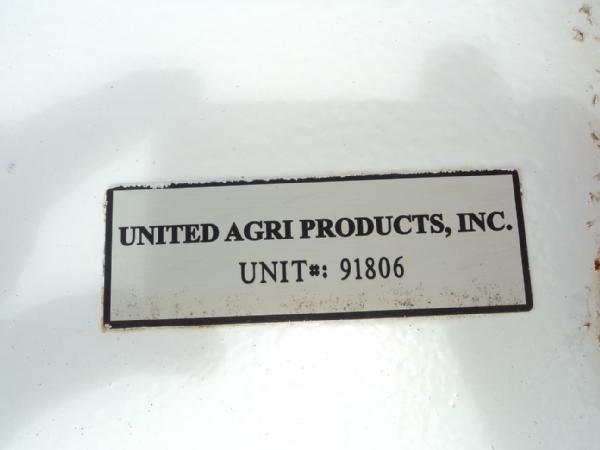 UNITED AGRI PRODUCTS, INC.
UNIT#: 91806